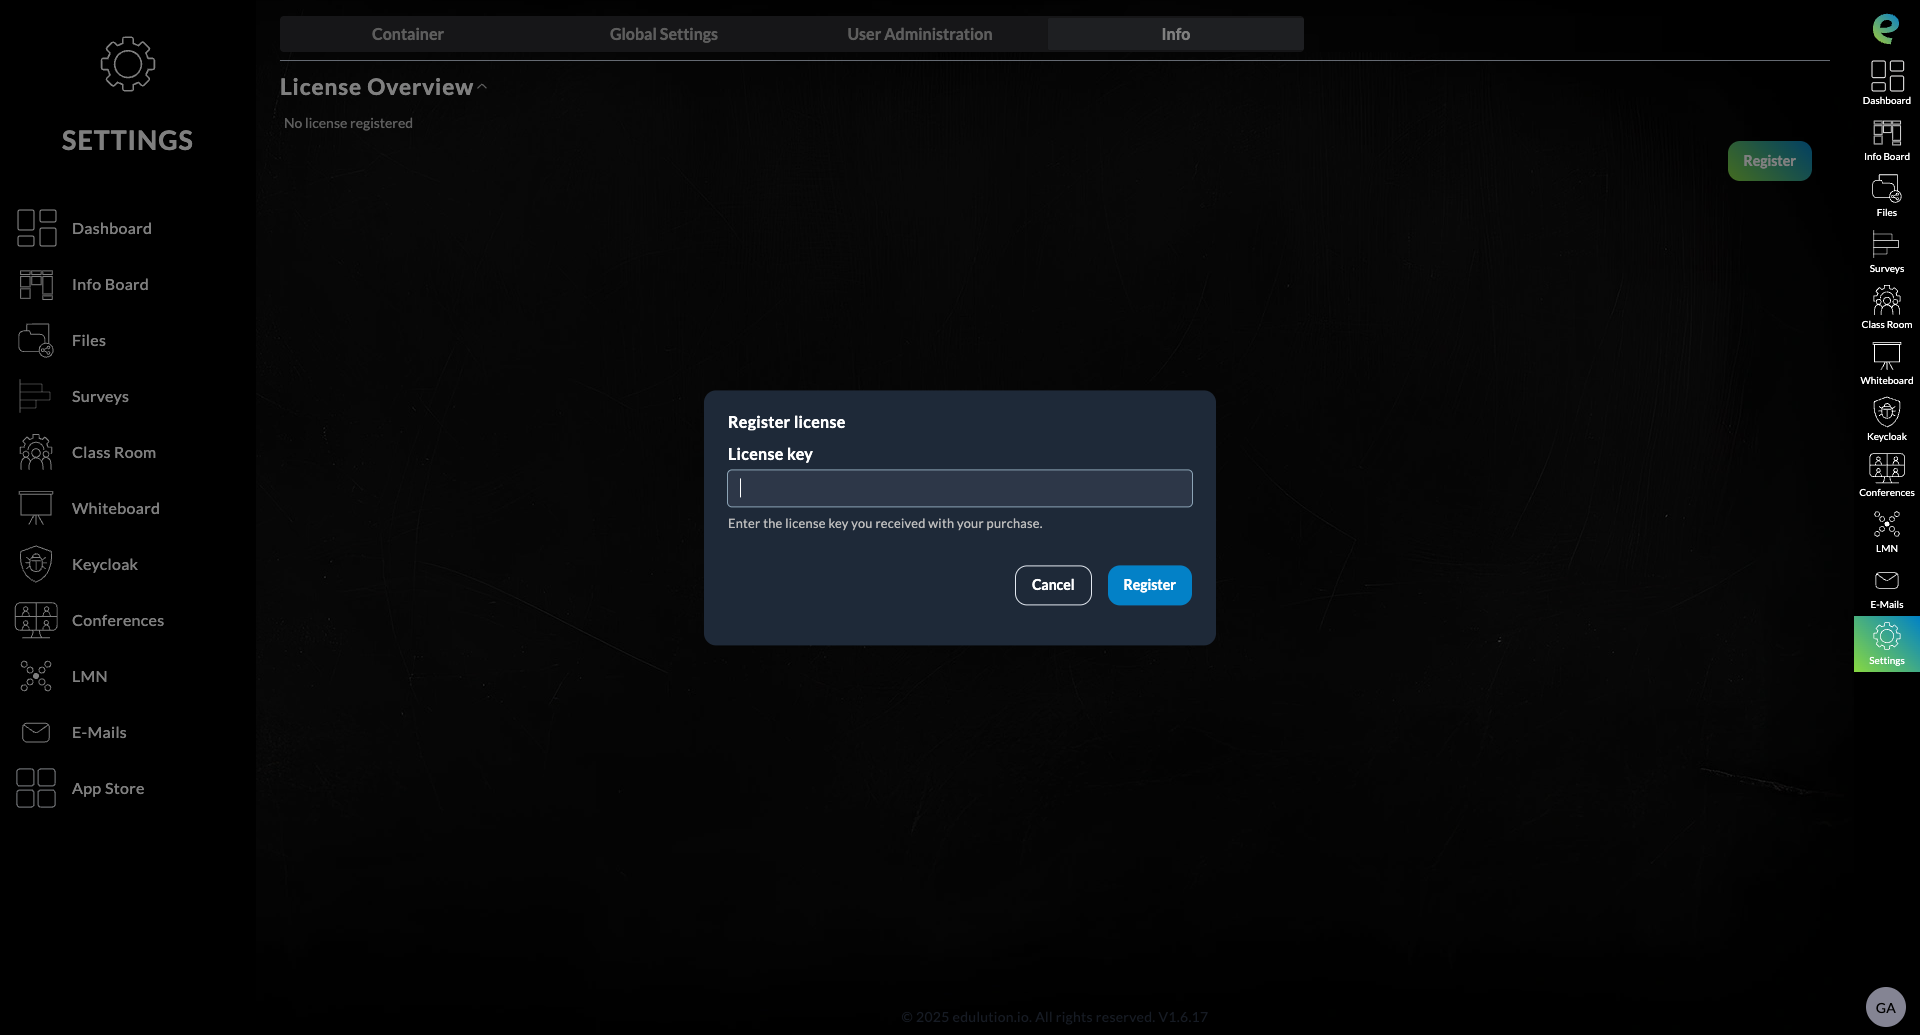 SETTINGS
Dashboard
Info Board
Files
Surveys
Class Room
Whiteboard
Keycloak
Conferences
LMN
E-Mails
App Store
Container
Global Settings
User Administration
Info
License Overview
No license registered
Register
Register license
License key
Enter the license key you received with your purchase.
Cancel
Register
© 2025 edulution.io. All rights reserved. V1.6.17
Dashboard
Info Board
Files
Surveys
Class Room
Whiteboard
Keycloak
Conferences
LMN
E-Mails
Settings
GA